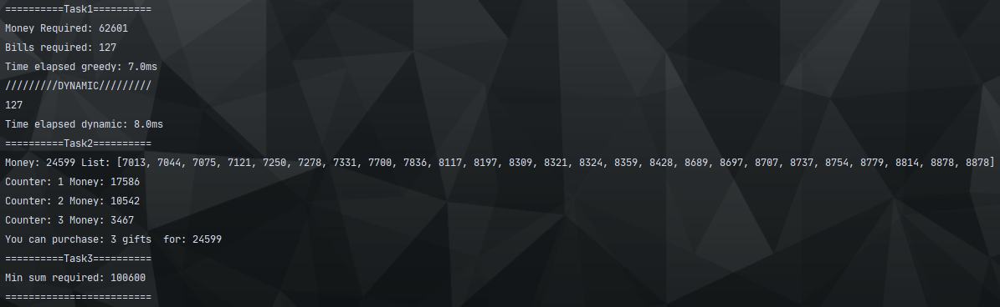 ==========Task1==========
Money Required: 62601
Bills required: 127
Time elapsed greedy: 7.0ms
/////////DYNAMIC/////////
127
Time elapsed dynamic: 8.0ms
==========Task2==========
Money: 24599 List: [7013, 7044, 7075, 7121, 7250, 7278, 7331, 7700, 7836, 8117, 8197, 8309, 8321, 8324, 8359, 8428, 8689, 8697, 8707, 8737, 8754, 8779, 8814, 8878, 8878]
Counter: 1 Money: 17586
Counter: 2 Money: 10542
Counter: 3 Money: 3467
You can purchase: 3 gifts  for: 24599
==========Task3==========
Min sum required: 100600
=========================